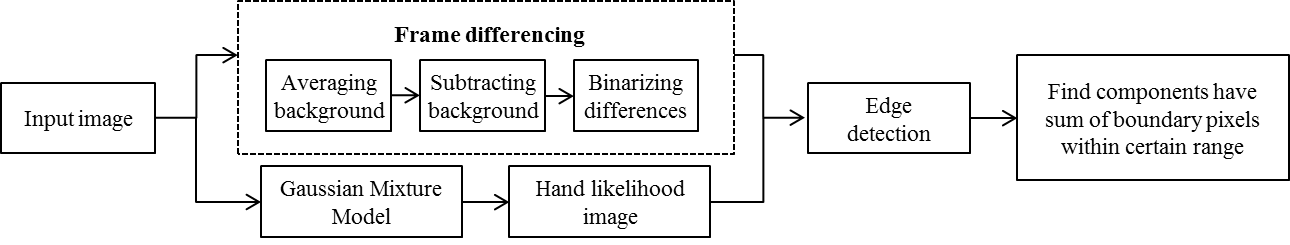 Input image
Frame differencing
Averaging
background
Subtracting
background
Binarizing
differences
Gaussian Mixture
Model
Hand likelihood
image
Edge
detection
Find components have
sum of boundary pixels
within certain range